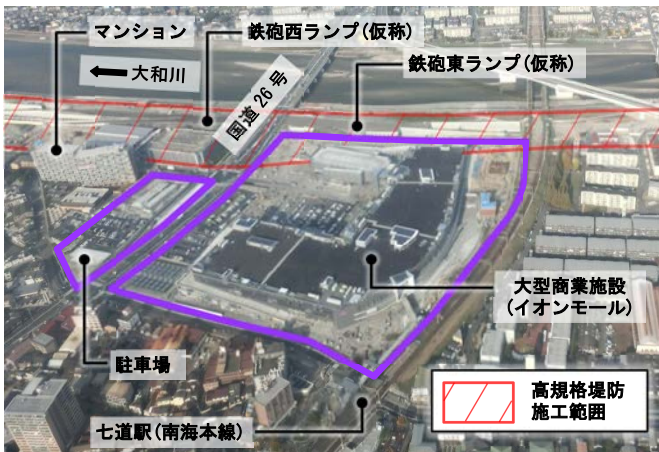 マンション
鉄砲西ランプ(仮称)
鉄砲東ランプ(仮称)
大和川
国道26号
大型商業施設
(イオンモール)
駐車場
七道駅(南海本線)
高規格堤防
施工範囲